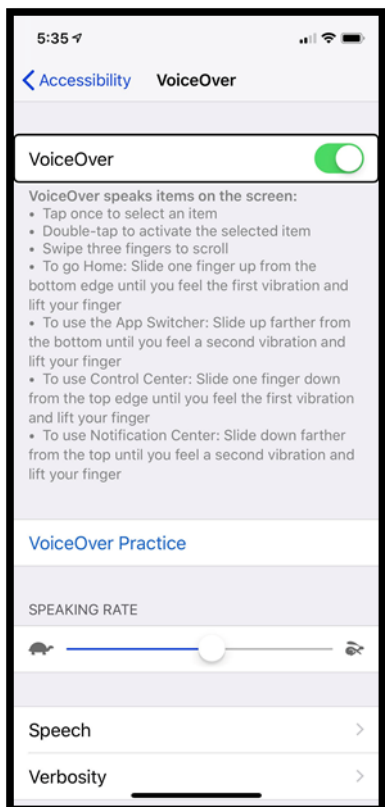 5:35
Accessibility VoiceOver
VoiceOver
VoiceOver speaks items on the screen:
• Tap once to select an item
• Double-tap to activate the selected item
• Swipe three fingers to scroll
• To go Home: Slide one finger up from the
bottom edge until you feel the first vibration and
lift your finger
• To use the App Switcher: Slide up farther from
the bottom until you feel a second vibration and
lift your finger
• To use Control Center: Slide one finger down
from the top edge until you feel the first vibration
and lift your finger
• To use Notification Center: Slide down farther
from the top until you feel a second vibration and
lift your finger
VoiceOver Practice
SPEAKING RATE
Speech
Verbosity